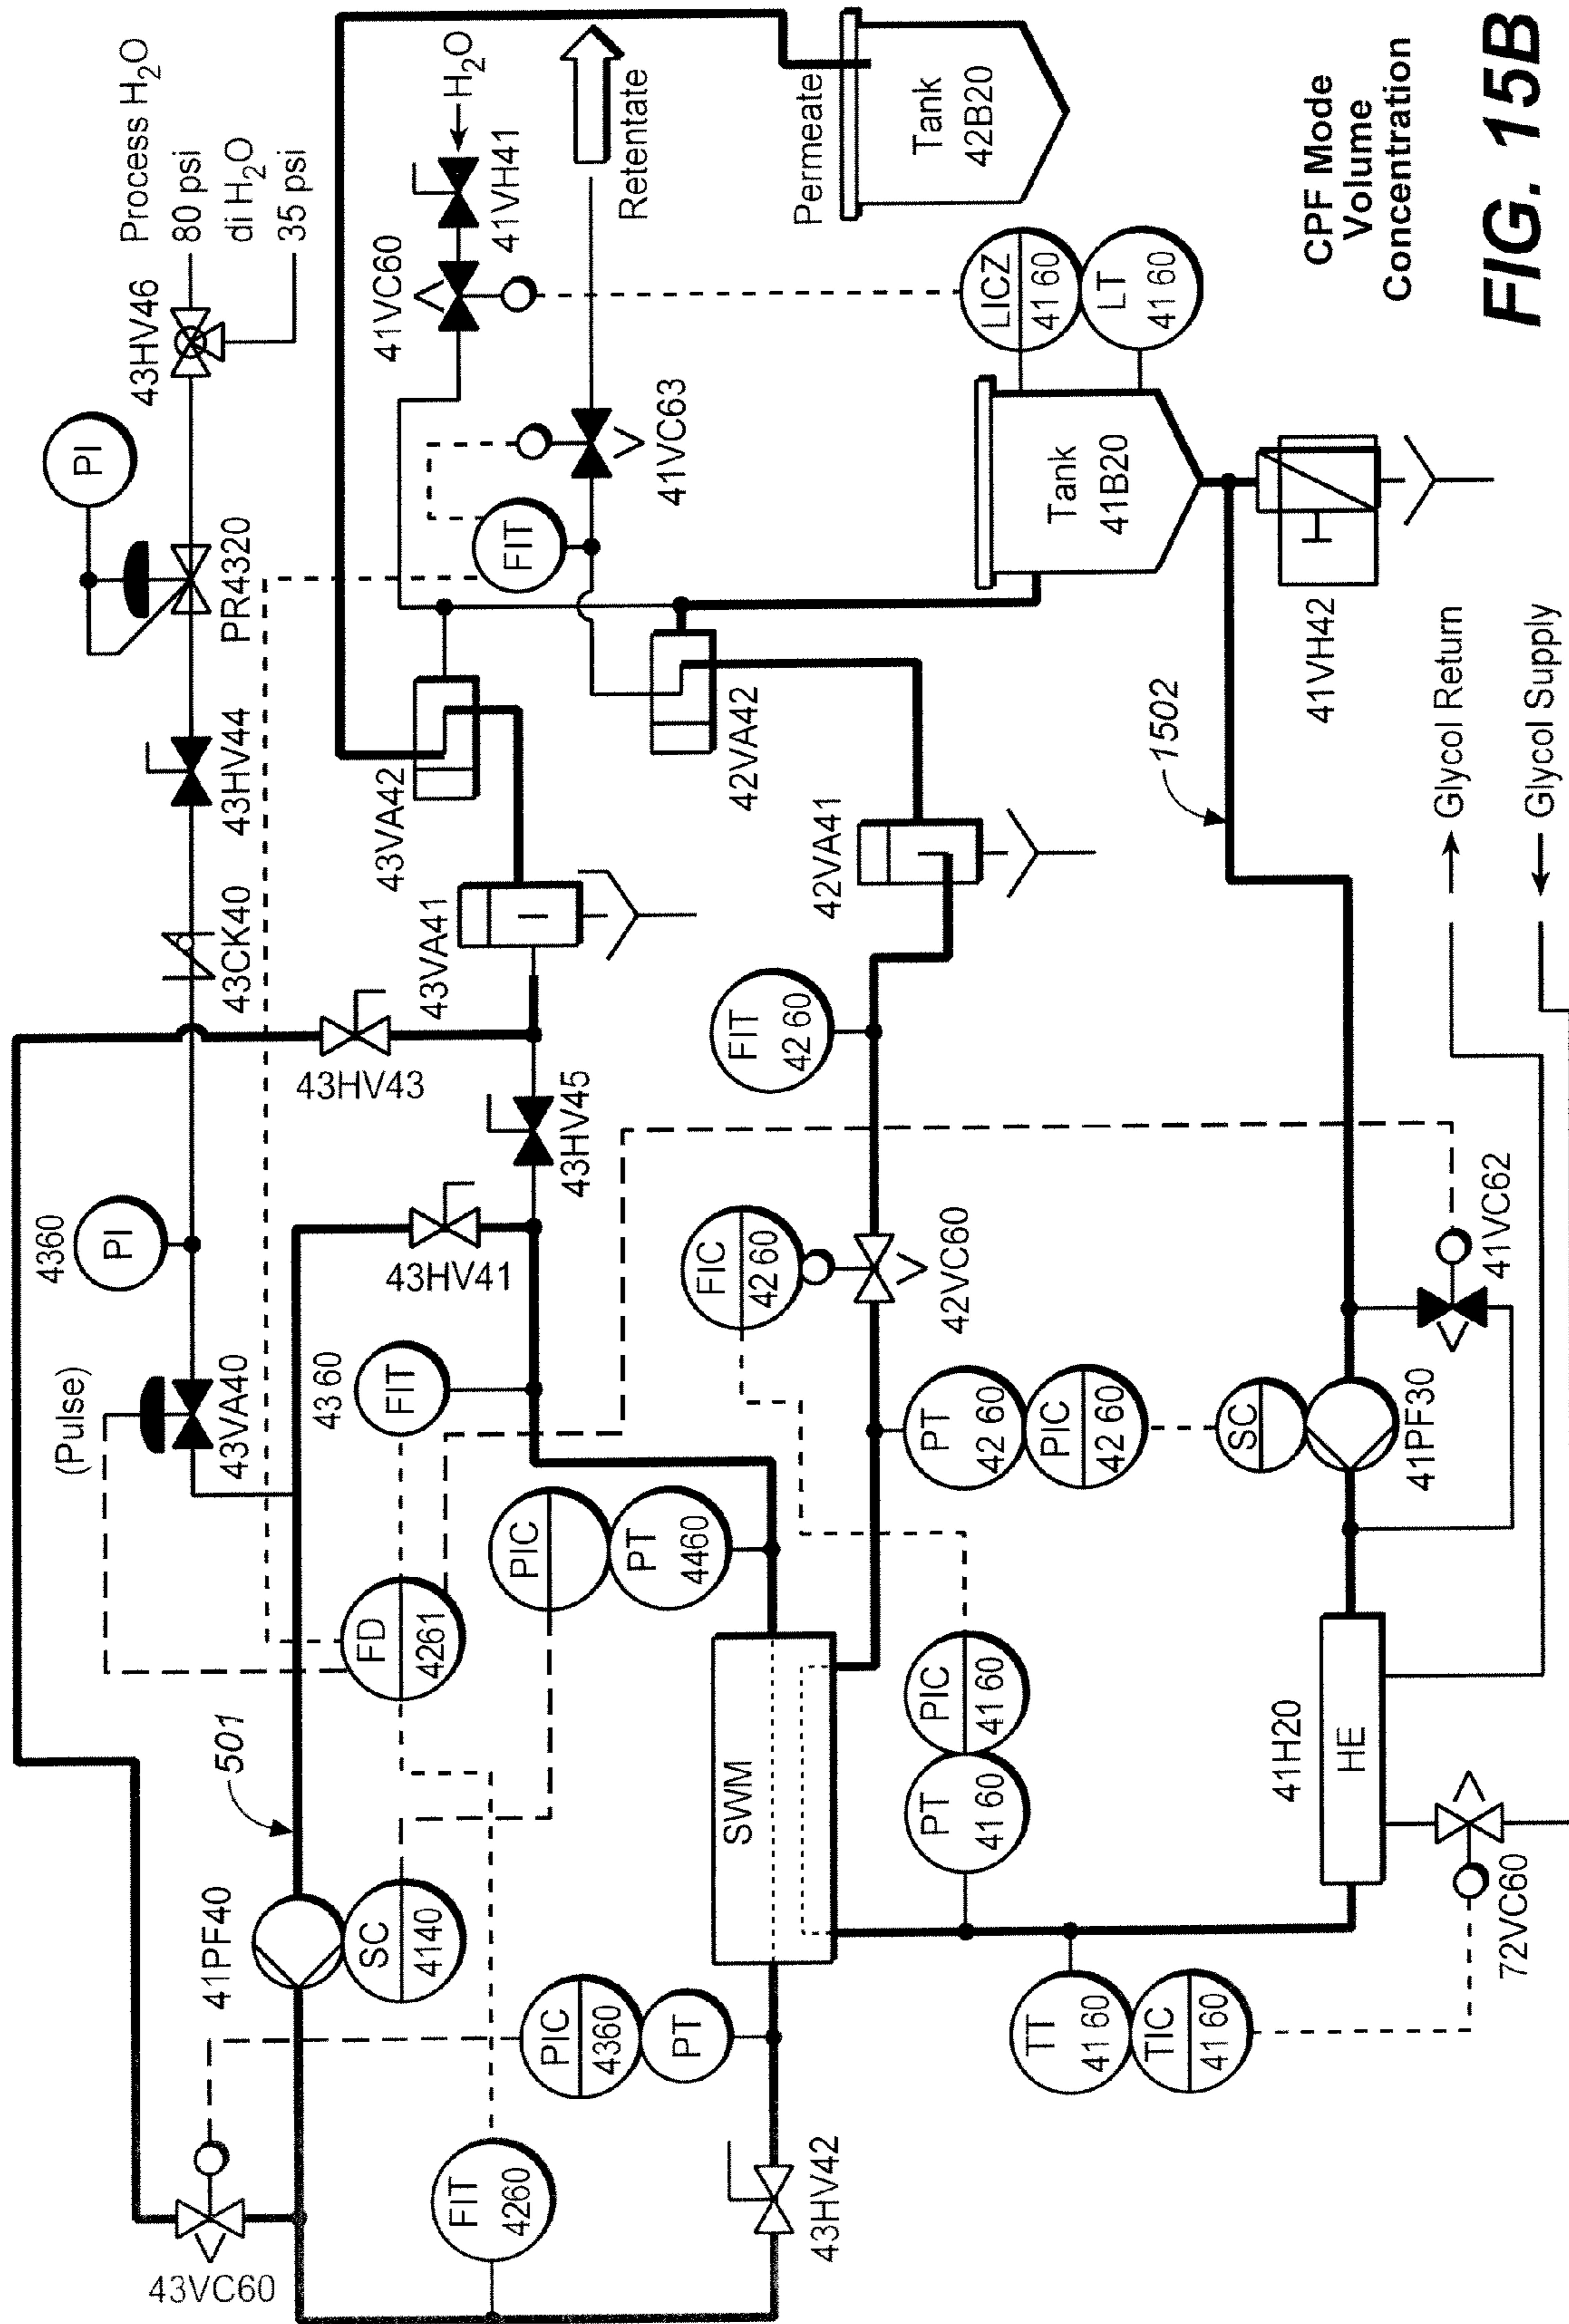 Process H2O
80 psi
di H2O
35 psi
43HV46
PI
PR4320
43HV44
43CK40
PI
4360
(Pulse)
43VA40
H2O
41VH41
41VC60
Retentate
41VC63
FIT
Permeate
Tank
42B20
LICZ
41 60
LT
41 60
Tank
41B20
41VH42
T
CPF Mode
Volume
Concentration
FIG. 15B
43VA42
43VA41
I
42VA42
42VA41
43HV43
43HV45
43HV41
43 60
FIT
FIT
42 60
FIC
42 60
42VC60
PT
42 60
PIC
42 60
SC
41PF30
41VC62
1502
Glycol Return
Glycol Supply
FD
4261
PIC
PT
4460
501
41PF40
SC
4140
SWM
PIC
41 60
PT
41 60
41H20
HE
72VC60
TT
41 60
TIC
41 60
PIC
4360
PT
43VC60
FIT
4260
43HV42